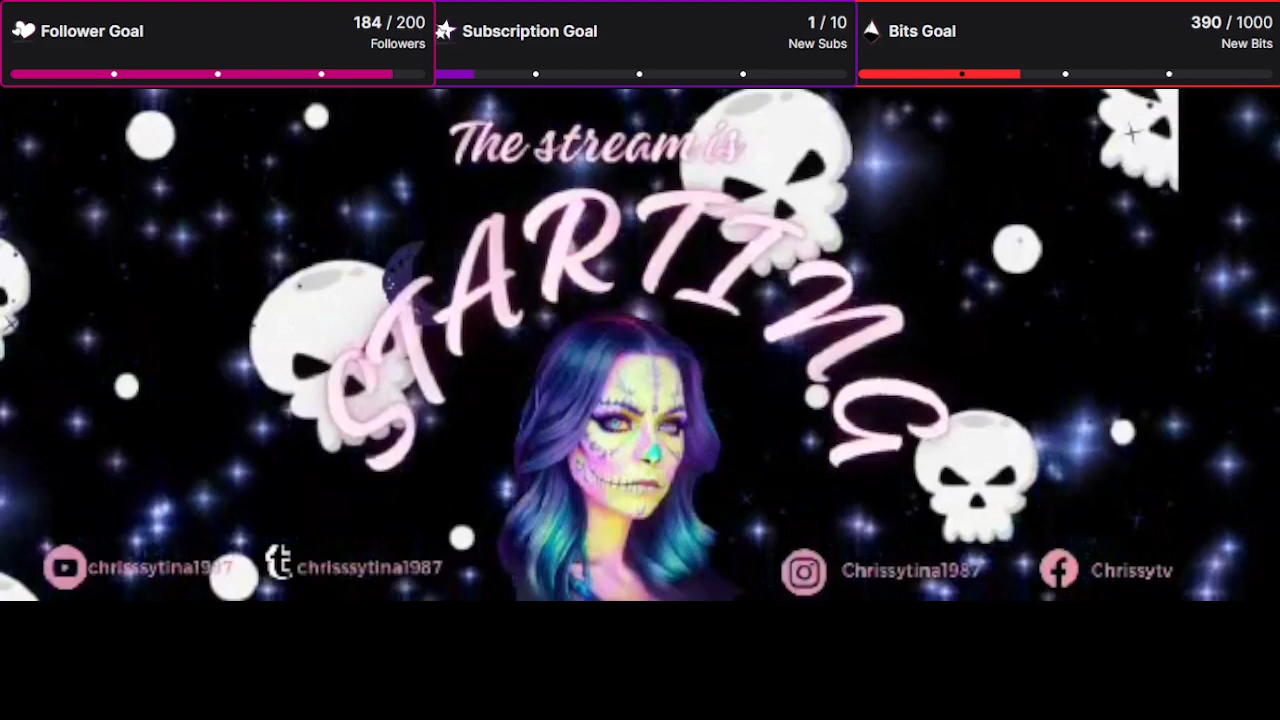 Follower Goal
184 / 200
Followers
Subscription Goal
1 / 10
New Subs
Bits Goal
390 / 1000
New Bits
The stream is
STARTING
chrisssytina1987
chrisssytina1987
Chrissytina1987
Chrissytv